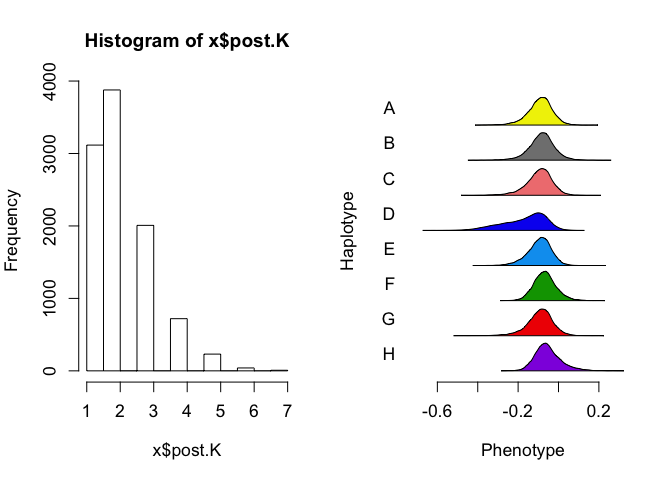 Histogram of x$post.K
Frequency
4000
3000
2000
1000
0
1 2 3 4 5 6 7
x$post.K
Haplotype
A
B
C
D
E
F
G
H
-0.6 -0.2 0.2
Phenotype